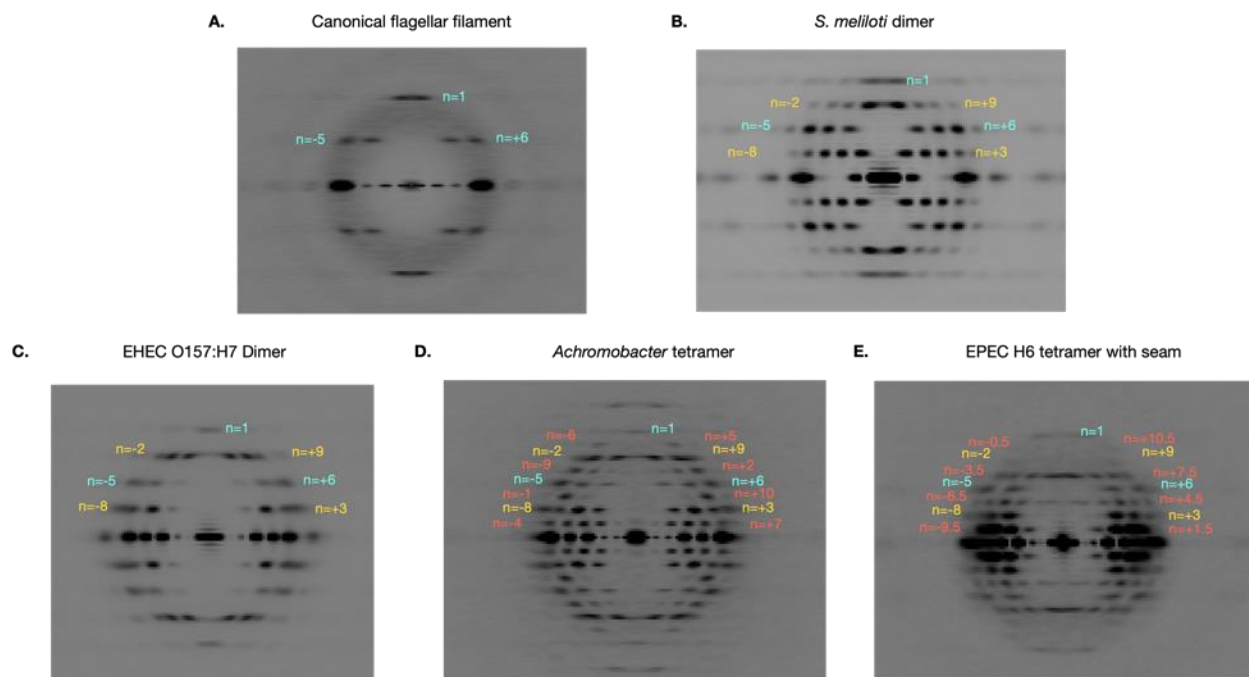 A. Canonical flagellar filament
n=1
n=-5 n=+6
B. S. meliloti dimer
n=1
n=-2 n=+9
n=-5 n=+6
n=-8 n=+3
C. EHEC O157:H7 Dimer
n=1
n=-2 n=+9
n=-5 n=+6
n=-8 n=+3
D. Achromobacter tetramer
n=-6 n=1 n=+5
n=-2 n=+9
n=-9 n=+2
n=-5 n=+6
n=-1 n=+10
n=-8 n=+3
n=-4 n=+7
E. EPEC H6 tetramer with seam
n=1
n=-0.5 n=+10.5
n=-2 n=+9
n=-3.5 n=+7.5
n=-5 n=+6
n=-6.5 n=+4.5
n=-8 n=+3
n=-9.5 n=+1.5